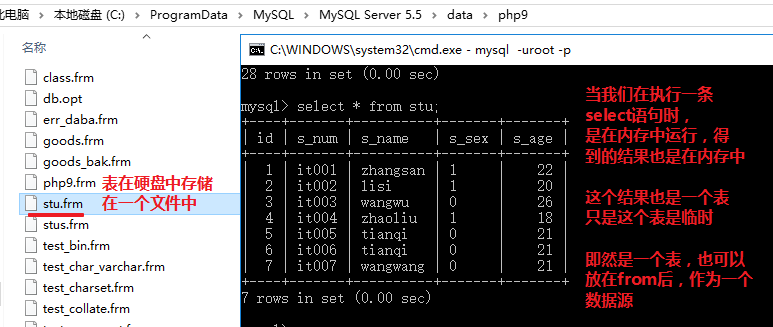 此电脑 > 本地磁盘 (C:) > ProgramData > MySQL > MySQL Server 5.5 > data > php9
名称
class.frm
db.opt
err_daba.frm
goods.frm
goods_bak.frm
php9.frm
stu.frm
stus.frm
test_bin.frm
test_char_varchar.frm
test_charset.frm
test_collate.frm
表在硬盘中存储
在一个文件中
C:\WINDOWS\system32\cmd.exe - mysql  -uroot -p
28 rows in set (0.00 sec)
mysql> select * from stu;
+----+-------+----------+-------+-------+
| id | s_num | s_name   | s_sex | s_age |
+----+-------+----------+-------+-------+
|  1 | it001 | zhangsan | 1     |    22 |
|  2 | it002 | lisi     | 1     |    20 |
|  3 | it003 | wangwu   | 0     |    26 |
|  4 | it004 | zhaoliu  | 1     |    18 |
|  5 | it005 | tianqi   | 0     |    21 |
|  6 | it006 | tianqi   | 0     |    21 |
|  7 | it007 | wangwang | 0     |    21 |
+----+-------+----------+-------+-------+
7 rows in set (0.00 sec)
当我们在执行一条
select语句时，
是在内存中运行，得
到的结果也是在内存中
这个结果也是一个表
只是这个表是临时
即然是一个表，也可以
放在from后，作为一个
数据源